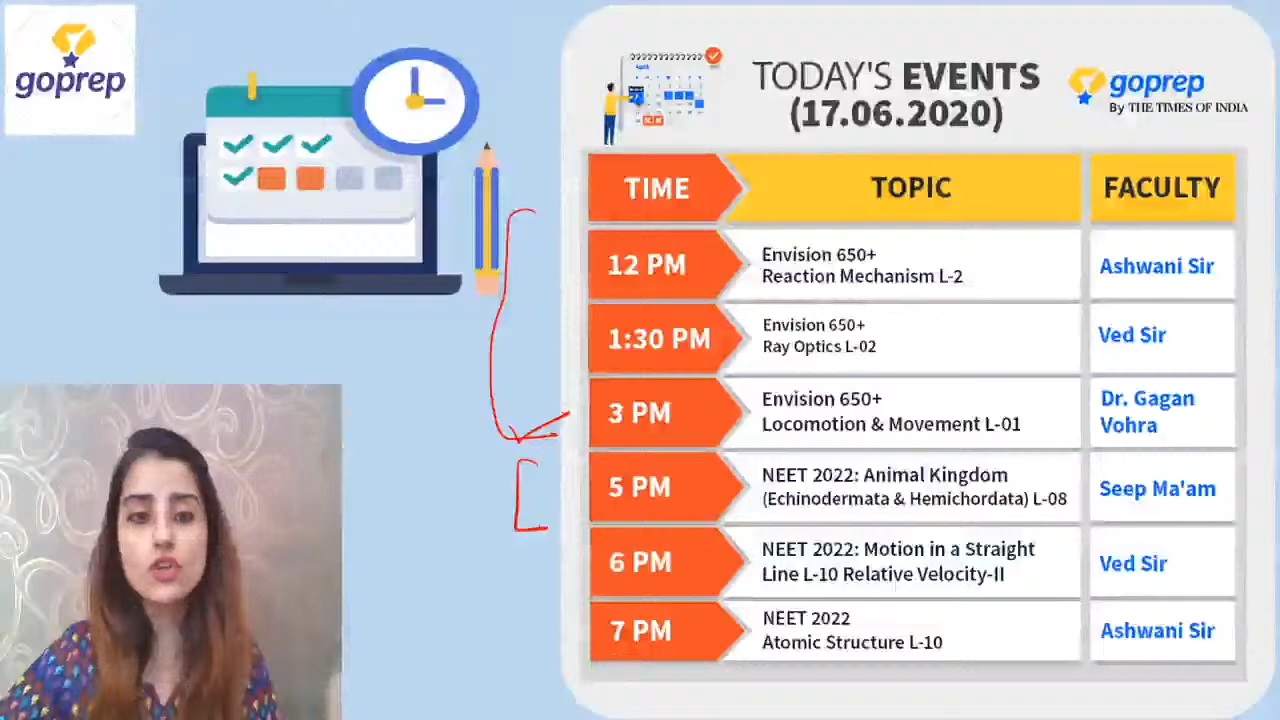 goprep
TODAY'S EVENTS
(17.06.2020)
goprep
By THE TIMES OF INDIA
TIME
TOPIC
FACULTY
12 PM
Envision 650+
Reaction Mechanism L-2
Ashwani Sir
1:30 PM
Envision 650+
Ray Optics L-02
Ved Sir
3 PM
Envision 650+
Locomotion & Movement L-01
Dr. Gagan
Vohra
5 PM
NEET 2022: Animal Kingdom
(Echinodermata & Hemichordata) L-08
Seep Ma'am
6 PM
NEET 2022: Motion in a Straight
Line L-10 Relative Velocity-II
Ved Sir
7 PM
NEET 2022
Atomic Structure L-10
Ashwani Sir